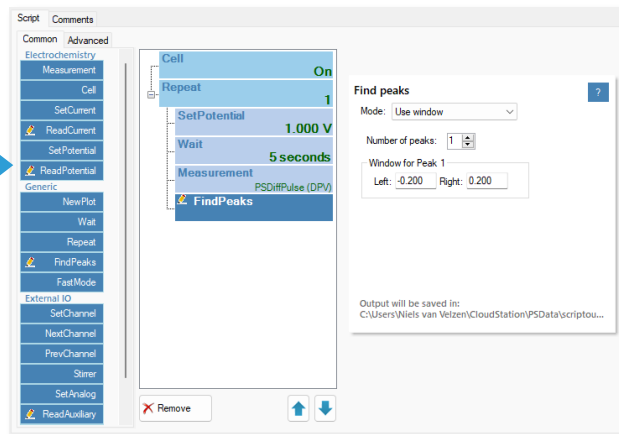 Script Comments
Common Advanced
Electrochemistry
Measurement
Cell
SetCurrent
ReadCurrent
SetPotential
ReadPotential
Generic
NewPlot
Wait
Repeat
FindPeaks
FastMode
External IO
SetChannel
NextChannel
PrevChannel
Stirrer
SetAnalog
ReadAuxiliary
Cell
On
Repeat
1
SetPotential
1.000 V
Wait
5 seconds
Measurement
PSDiffPulse (DPV)
FindPeaks
Remove
Find peaks ?
Mode: Use window
Number of peaks: 1
Window for Peak 1
Left: -0.200 Right: 0.200
Output will be saved in:
C:\Users\Niels van Velzen\CloudStation\PSData\scriptou...